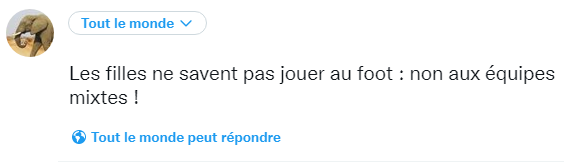 Tout le monde
Les filles ne savent pas jouer au foot : non aux équipes
mixtes !
Tout le monde peut répondre